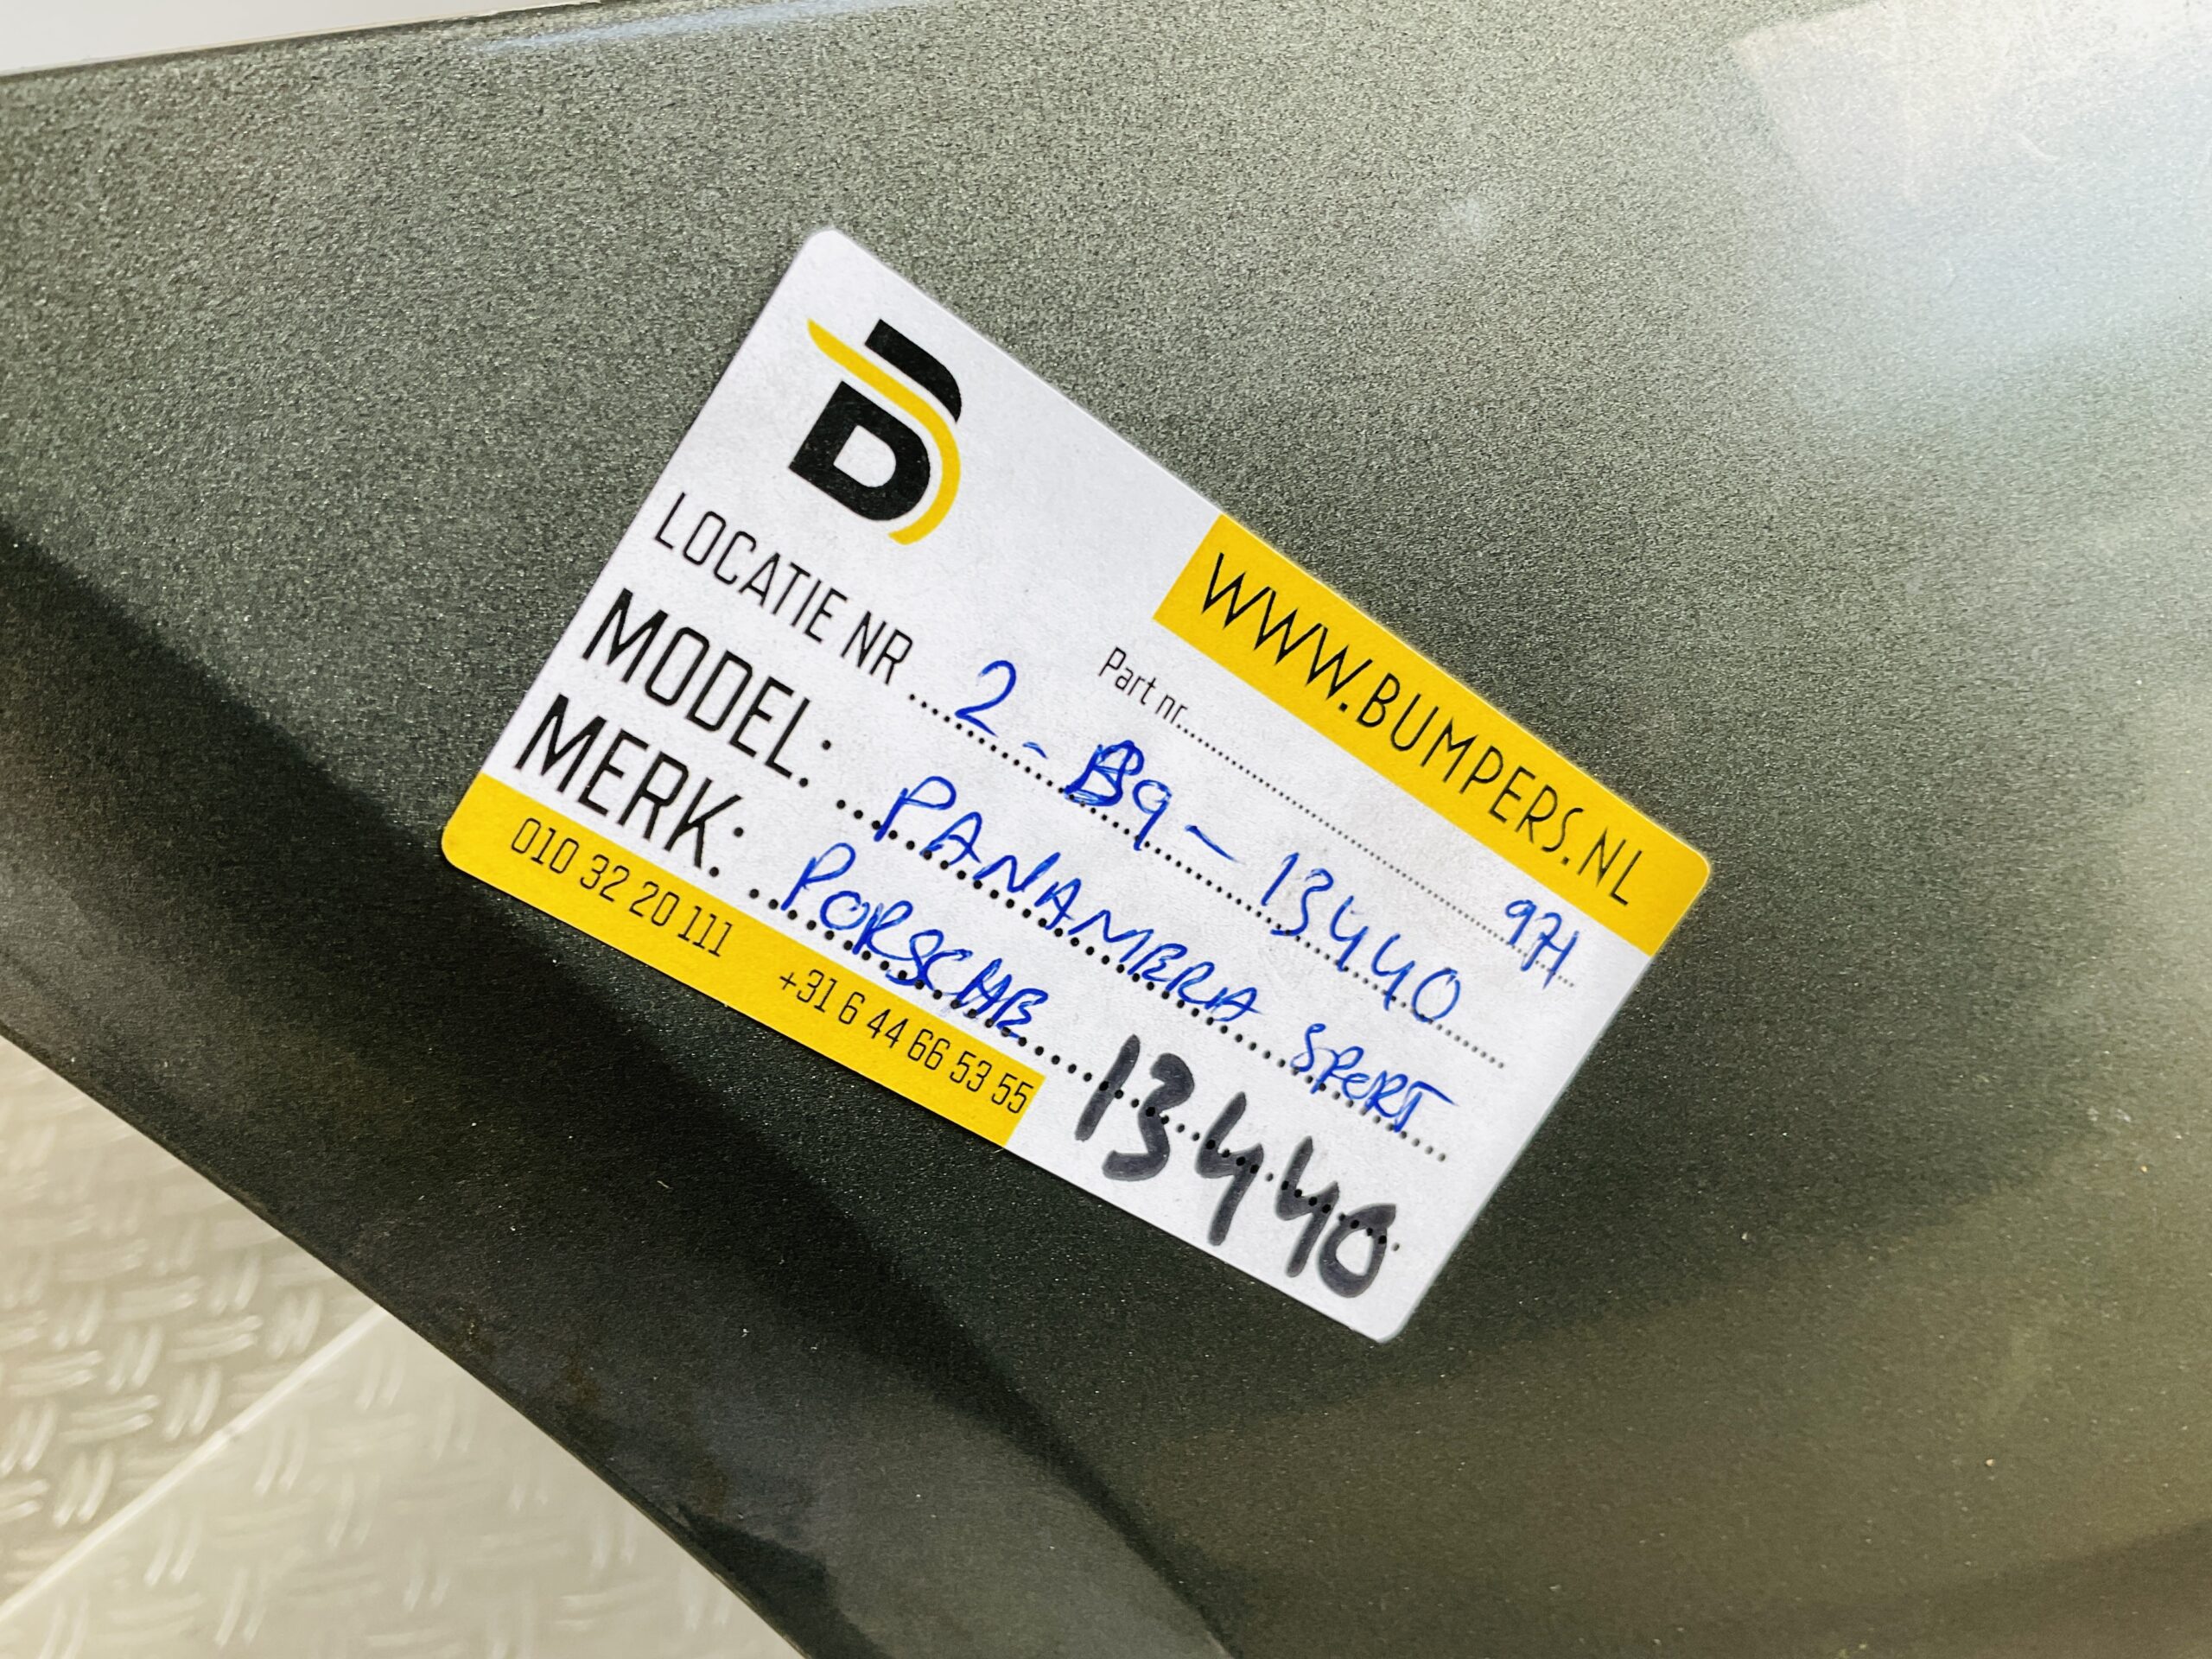 B
WWW.BUMPERS.NL
Part nr. 971
LOCATIE NR 2 - B9 - 13440
MODEL: PANAMERA SPORT
MERK: PORSCHE
13440
010 32 20 111 +31 6 44 66 53 55